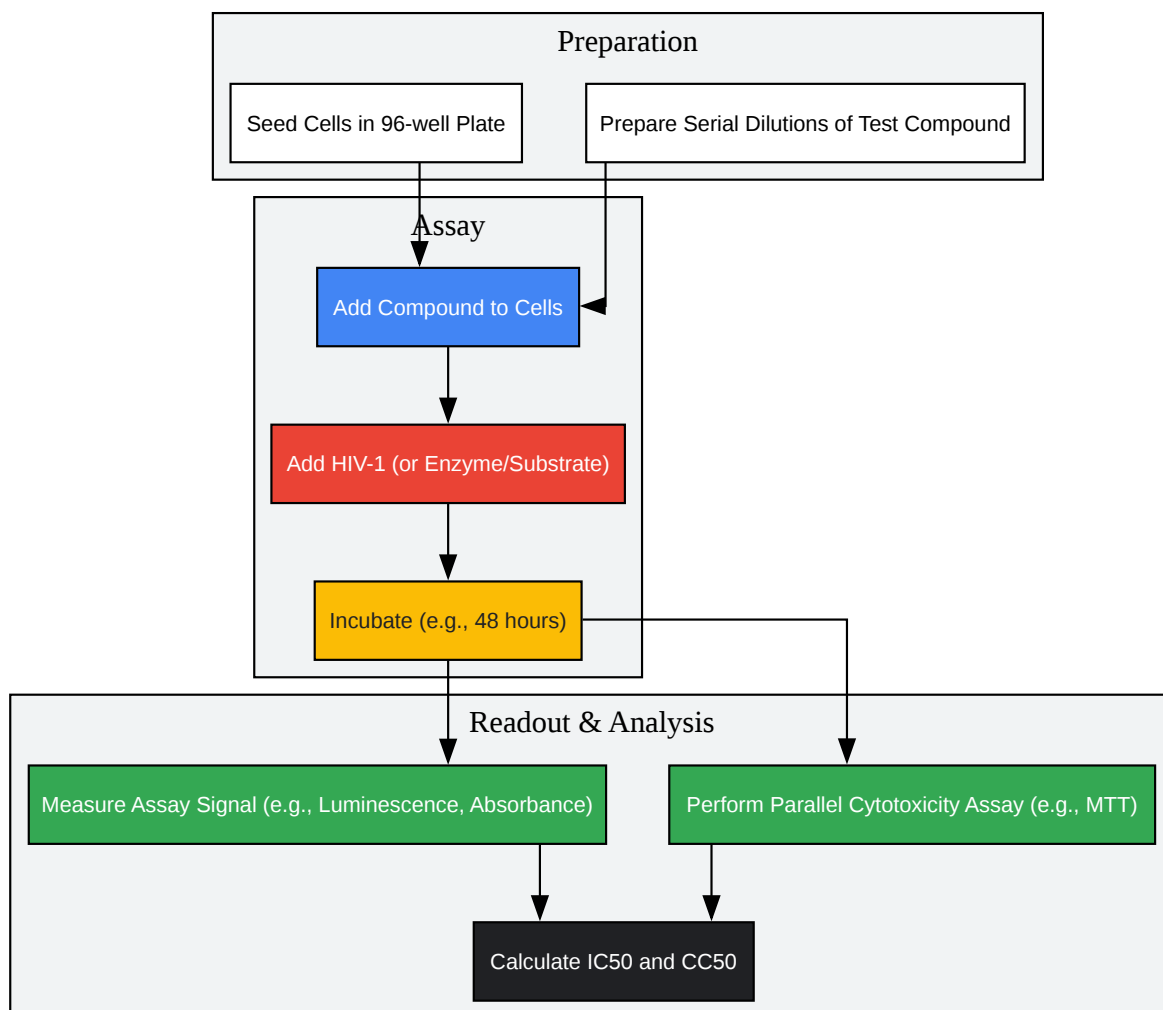 Preparation
Seed Cells in 96-well Plate
Prepare Serial Dilutions of Test Compound
Assay
Add Compound to Cells
Add HIV-1 (or Enzyme/Substrate)
Incubate (e.g., 48 hours)
Readout & Analysis
Measure Assay Signal (e.g., Luminescence, Absorbance)
Perform Parallel Cytotoxicity Assay (e.g., MTT)
Calculate IC50 and CC50